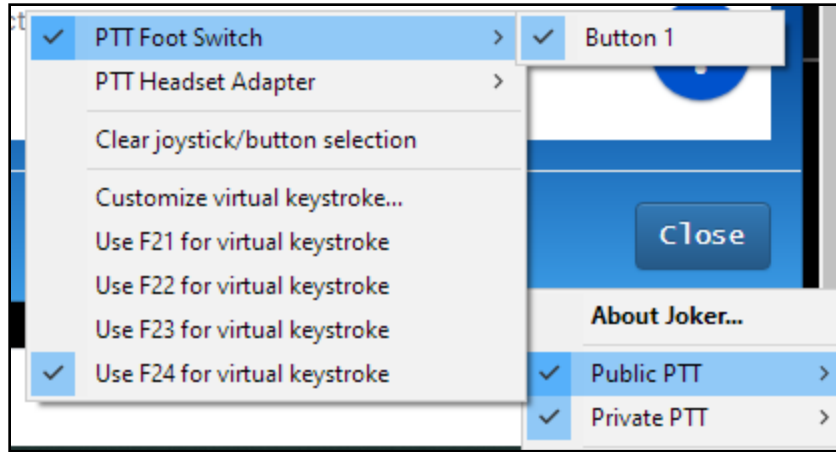 PTT Foot Switch
Button 1
PTT Headset Adapter
Clear joystick/button selection
Customize virtual keystroke...
Use F21 for virtual keystroke
Use F22 for virtual keystroke
Use F23 for virtual keystroke
Use F24 for virtual keystroke
Close
About Joker...
Public PTT
Private PTT